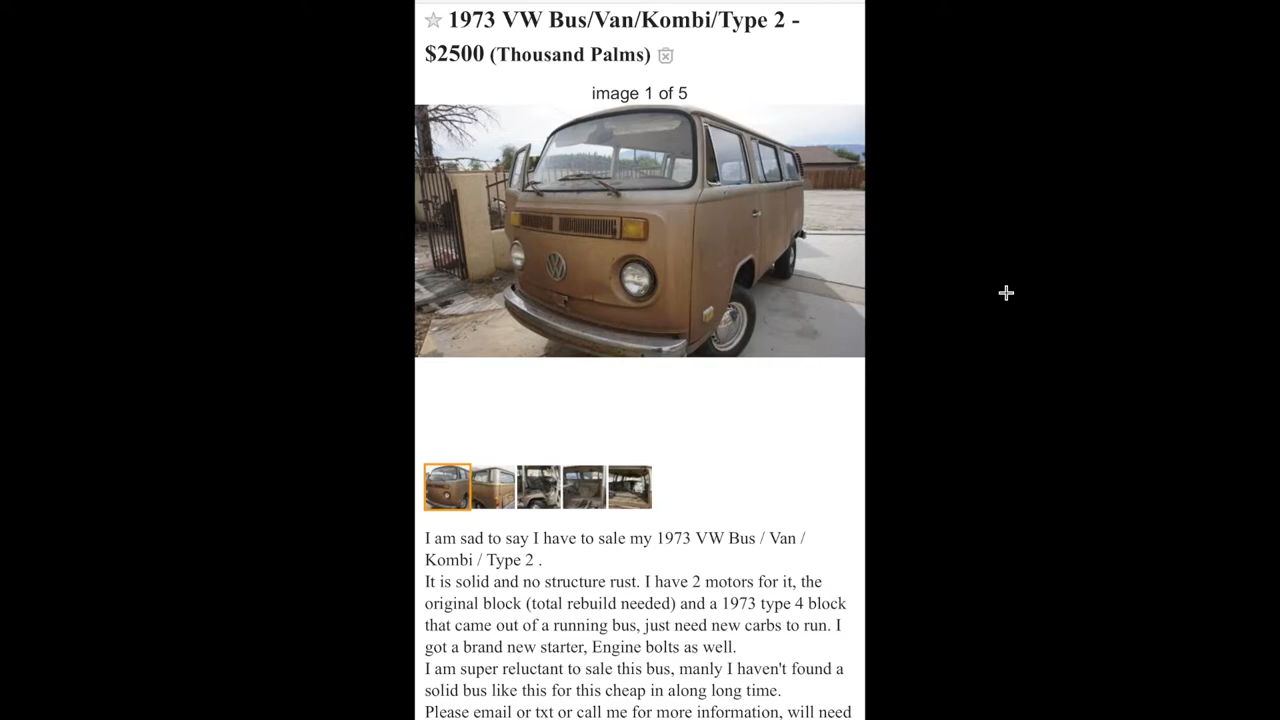 ☆ 1973 VW Bus/Van/Kombi/Type 2 -
$2500 (Thousand Palms)
image 1 of 5
I am sad to say I have to sale my 1973 VW Bus / Van /
Kombi / Type 2 .
It is solid and no structure rust. I have 2 motors for it, the
original block (total rebuild needed) and a 1973 type 4 block
that came out of a running bus, just need new carbs to run. I
got a brand new starter, Engine bolts as well.
I am super reluctant to sale this bus, manly I haven't found a
solid bus like this for this cheap in along long time.
Please email or txt or call me for more information, will need